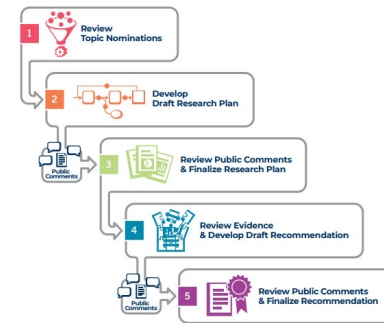 1
Review
Topic Nominations
2
Develop
Draft Research Plan
Public
Comments
3
Review Public Comments
& Finalize Research Plan
4
Review Evidence
& Develop Draft Recommendation
Public
Comments
5
Review Public Comments
& Finalize Recommendation